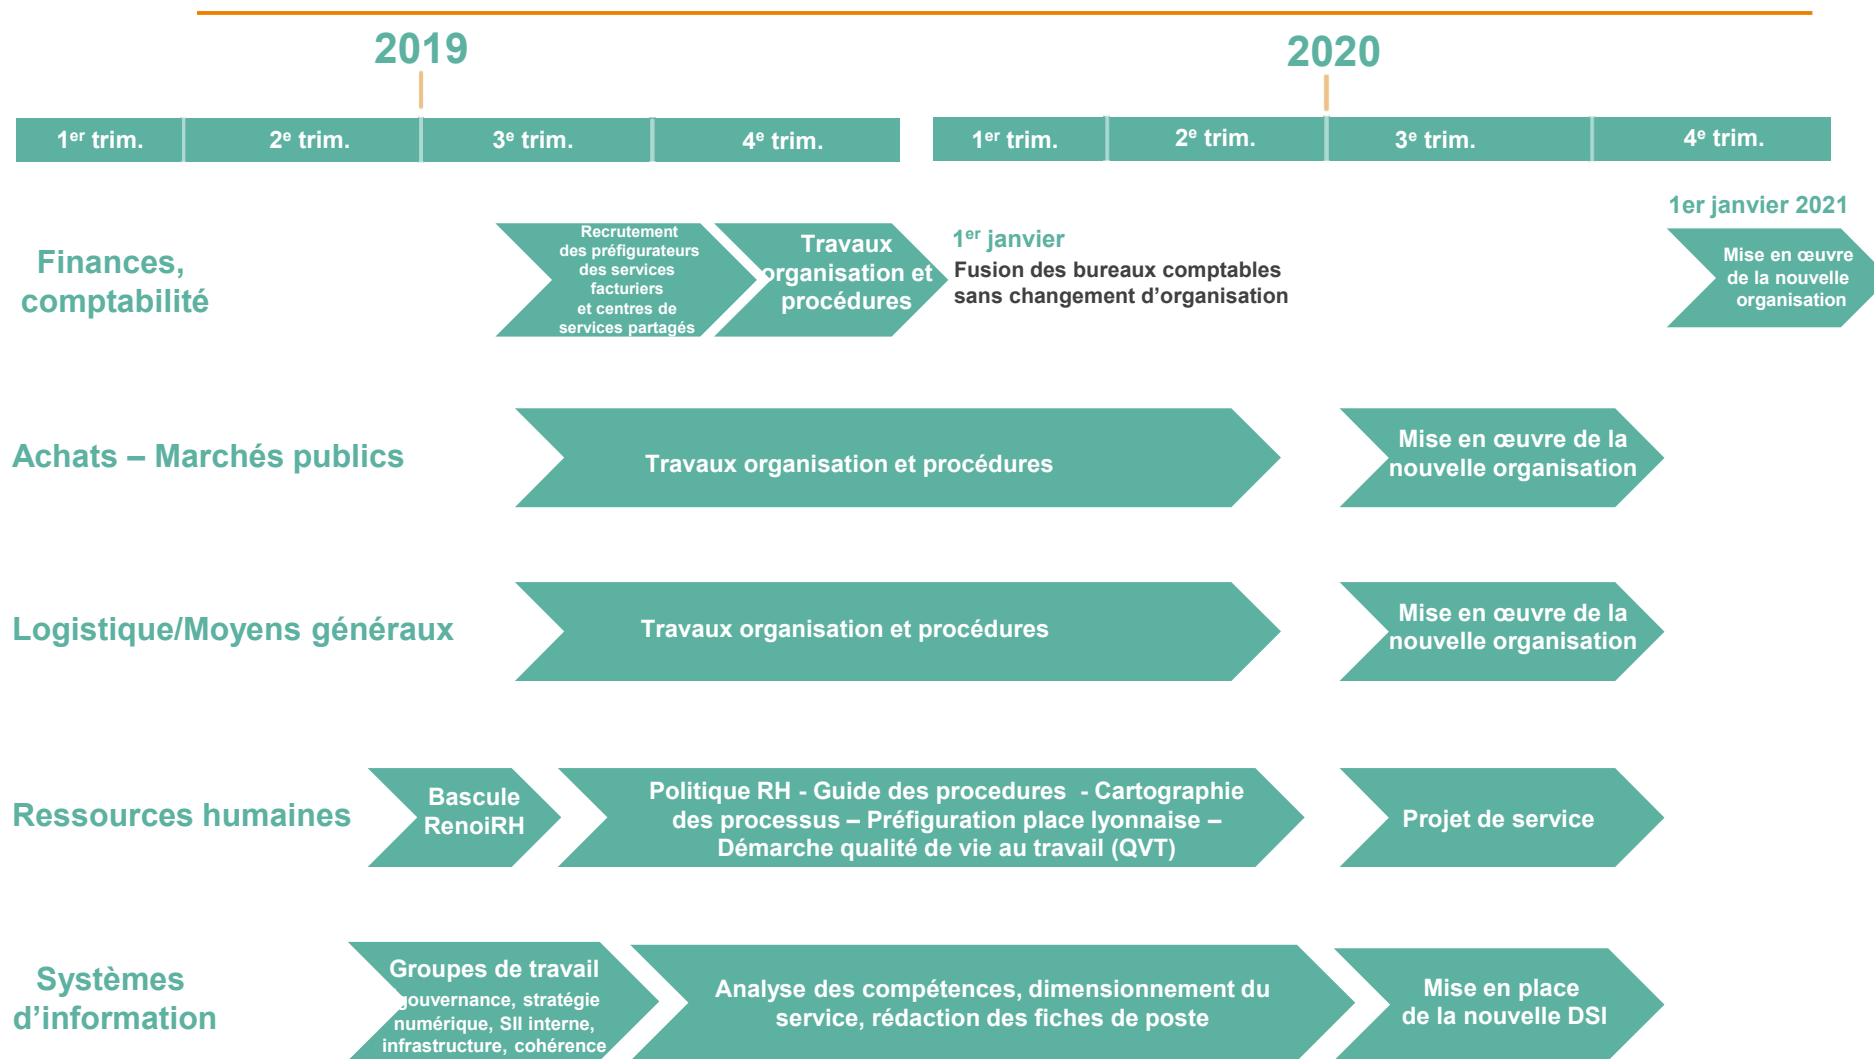 2019
2020
1er trim.
2e trim.
3e trim.
4e trim.
1er trim.
2e trim.
3e trim.
4e trim.
Finances,
comptabilité
Recrutement
des préfigurateurs
des services
facturiers
et centres de
services partagés
Travaux
organisation et
procédures
1er janvier
Fusion des bureaux comptables
sans changement d’organisation
1er janvier 2021
Mise en œuvre
de la nouvelle
organisation
Achats – Marchés publics
Travaux organisation et procédures
Mise en œuvre de la
nouvelle organisation
Logistique/Moyens généraux
Travaux organisation et procédures
Mise en œuvre de la
nouvelle organisation
Ressources humaines
Bascule
RenoiRH
Politique RH - Guide des procedures - Cartographie
des processus – Préfiguration place lyonnaise –
Démarche qualité de vie au travail (QVT)
Projet de service
Systèmes
d’information
Groupes de travail
gouvernance, stratégie
numérique, SII interne,
infrastructure, cohérence
Analyse des compétences, dimensionnement du
service, rédaction des fiches de poste
Mise en place
de la nouvelle DSI